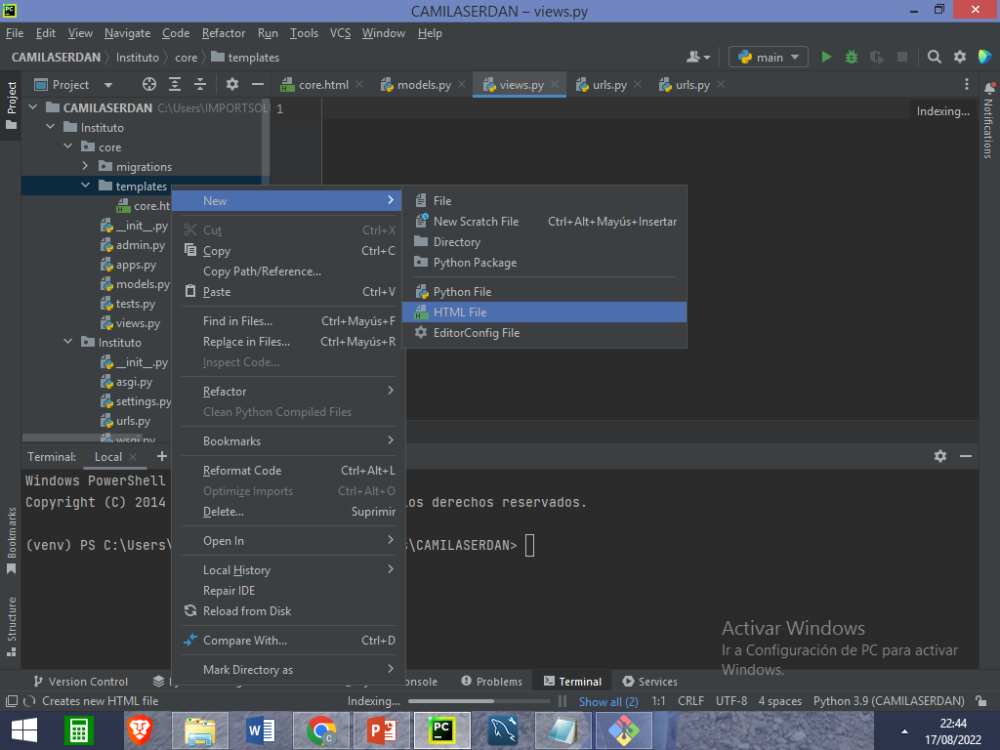 CAMILASERDAN – views.py
File Edit View Navigate Code Refactor Run Tools VCS Window Help
CAMILASERDAN Instituto core templates
main
Project
core.html models.py views.py urls.py urls.py
Project
CAMILASERDAN C:\Users\IMPORTSOL
1
Indexing...
Notifications
Instituto
core
migrations
templates
core.ht
__init__.py
admin.py
apps.py
models.py
tests.py
views.py
Instituto
__init__.py
asgi.py
settings.py
urls.py
wsgi.py
New
Cut Ctrl+X
Copy Ctrl+C
Copy Path/Reference...
Paste Ctrl+V
Find in Files... Ctrl+Mayús+F
Replace in Files... Ctrl+Mayús+R
Inspect Code...
Refactor
Clean Python Compiled Files
Bookmarks
Reformat Code Ctrl+Alt+L
Optimize Imports Ctrl+Alt+O
Delete... Suprimir
Open In
Local History
Repair IDE
Reload from Disk
Compare With... Ctrl+D
Mark Directory as
File
New Scratch File Ctrl+Alt+Mayús+Insertar
Directory
Python Package
Python File
HTML File
EditorConfig File
Terminal: Local
Windows PowerShell
Copyright (C) 2014 os derechos reservados.
(venv) PS C:\Users\ s\CAMILASERDAN>
Bookmarks
Structure
Activar Windows
Ir a Configuración de PC para activar
Windows.
Version Control onsole Problems Terminal Services
Creates new HTML file Indexing... Show all (2) 1:1 CRLF UTF-8 4 spaces Python 3.9 (CAMILASERDAN)
22:44
17/08/2022